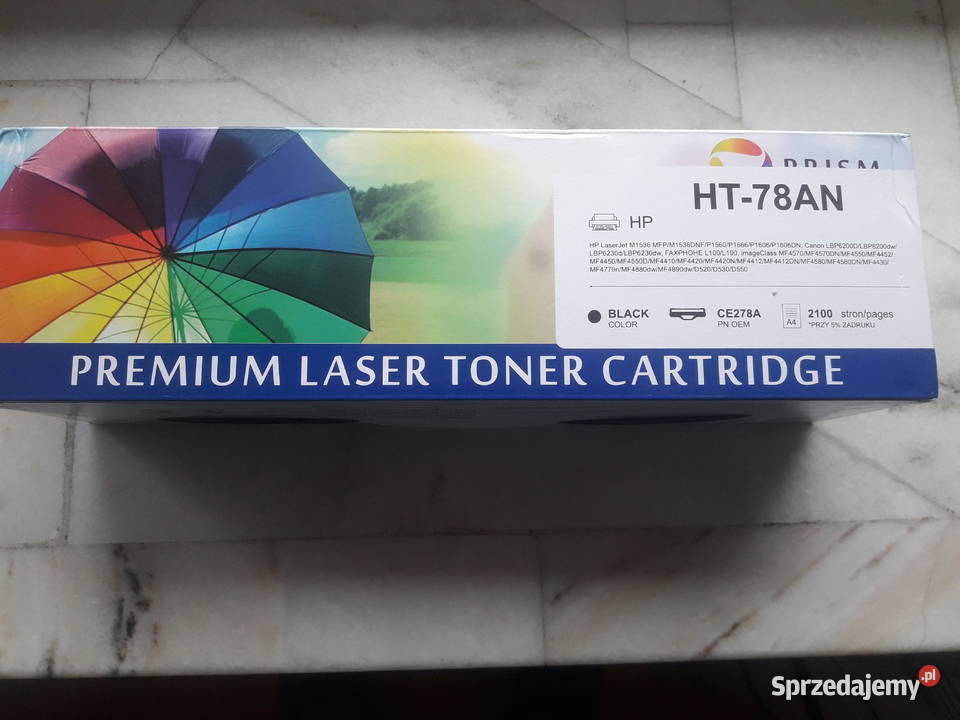 PRISM
HT-78AN
HP
HP LaserJet M1536 MFP/M1536DNF/P1560/P1566/P1606/P1606DN, Canon LBP6200D/LBP6200dw/
LBP6230d/LBP6230dw, FAXPHOHE L100/L190, imageClass MF4570/MF4570DN/MF4550/MF4452/
MF4450/MF4550D/MF4410/MF4420/MF4420N/MF4412/MF4412DN/MF4580/MF4580DN/MF4430/
MF4770n/MF4880dw/MF4890dw/D520/D530/D550
BLACK
COLOR
CE278A
PN OEM
A4
2100 stron/pages
*PRZY 5% ZADRUKU
PREMIUM LASER TONER CARTRIDGE
Sprzedajemy.pl